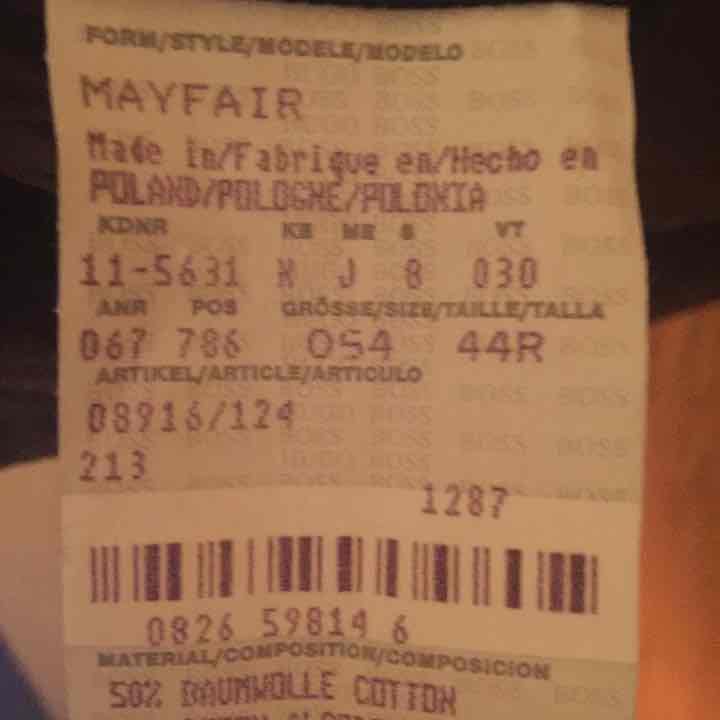 FORM/STYLE/MODELE/MODELO
MAYFAIR
Made in/Fabrique en/Hecho en
POLAND/POLOGNE/POLONIA
KDNR KE ME S VT
11-5631 N J 8 030
ANR POS GRÖSSE/SIZE/TAILLE/TALLA
067 786 054 44R
ARTIKEL/ARTICLE/ARTICULO
08916/124
213
1287
0826 59814 6
MATERIAL/COMPOSITION/COMPOSICION
50% BAUMWOLLE COTTON